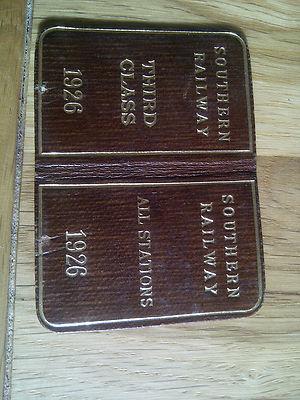 SOUTHERN
RAILWAY
THIRD
CLASS
1926
SOUTHERN
RAILWAY
ALL STATIONS
1926